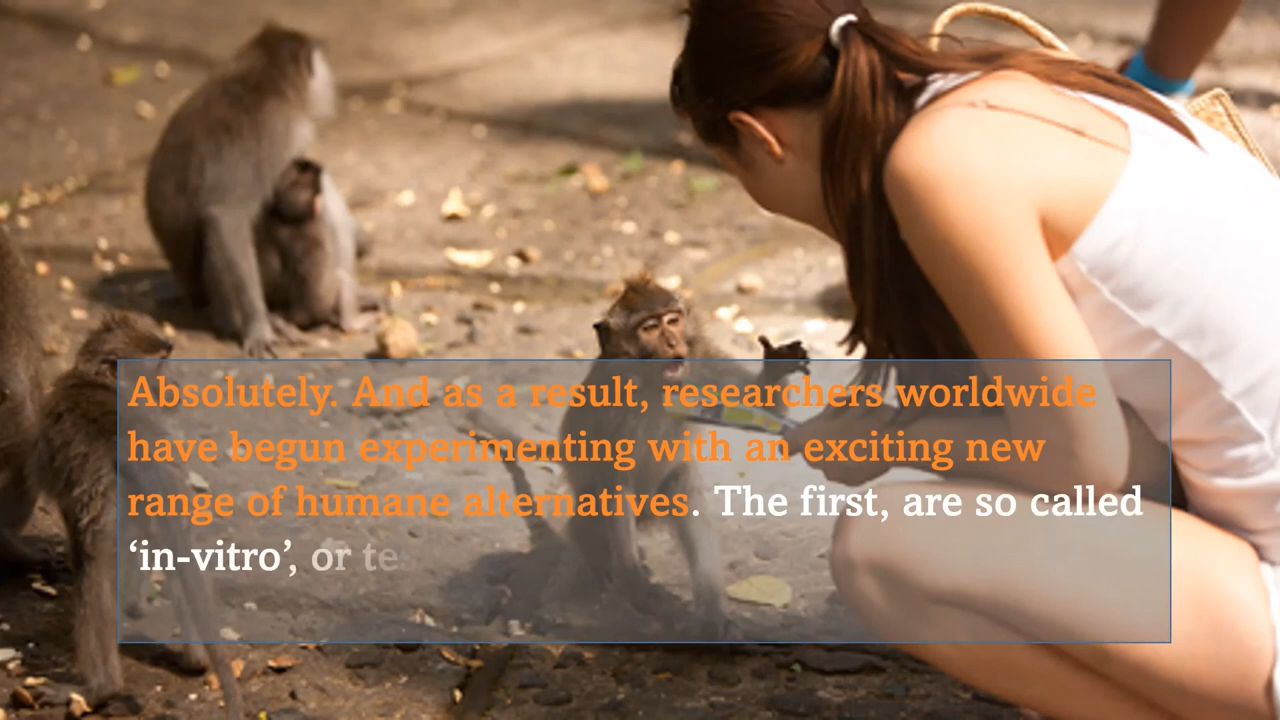 Absolutely. And as a result, researchers worldwide
have begun experimenting with an exciting new
range of humane alternatives. The first, are so called
‘in-vitro’, or te